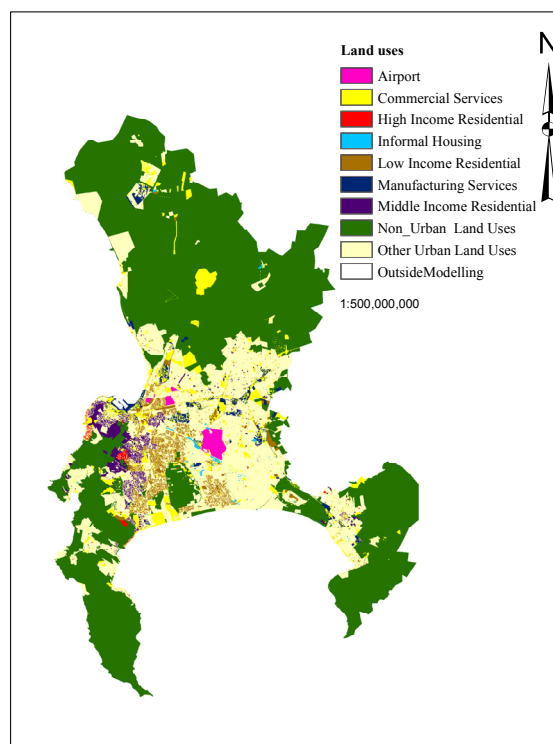 N
Land uses
Airport
Commercial Services
High Income Residential
Informal Housing
Low Income Residential
Manufacturing Services
Middle Income Residential
Non_Urban Land Uses
Other Urban Land Uses
OutsideModelling
1:500,000,000